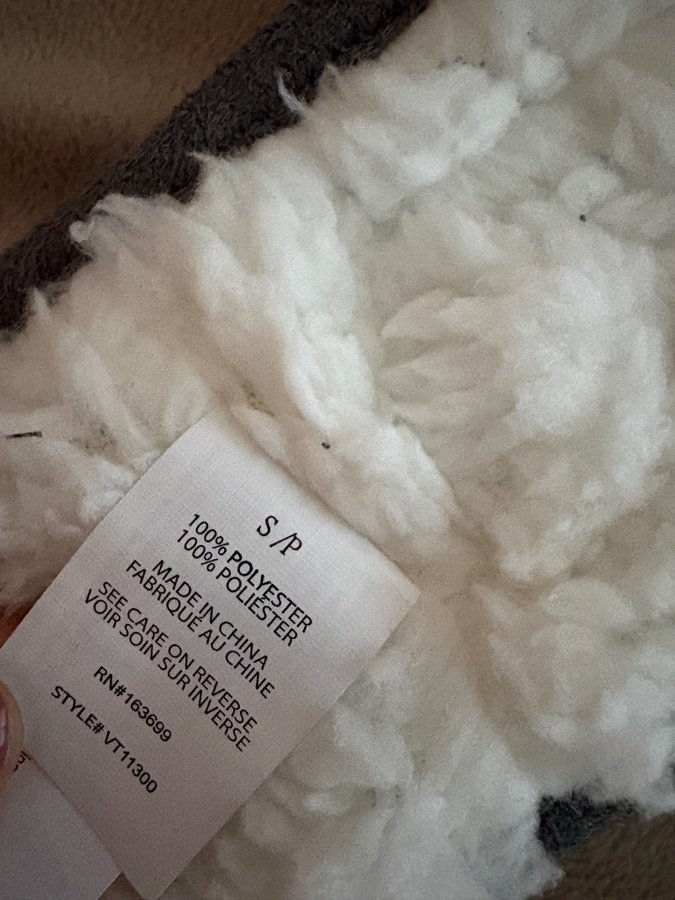 S/P
100% POLYESTER
100% POLIÉSTER
MADE IN CHINA
FABRIQUÉ AU CHINE
SEE CARE ON REVERSE
VOIR SOIN SUR INVERSE
RN#163699
STYLE# VT11300